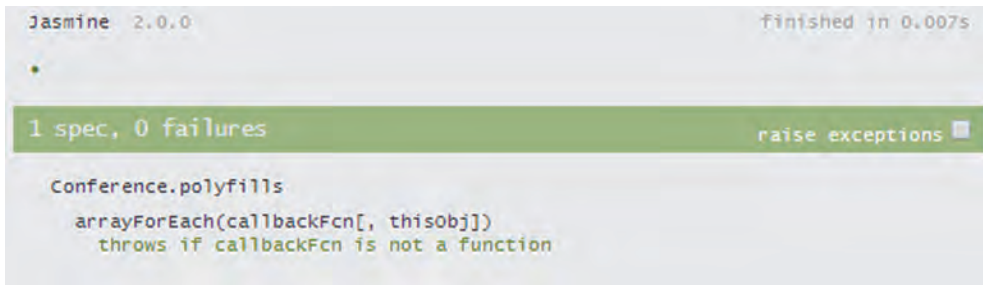 Jasmine 2.0.0 finished in 0.007s
•
1 spec, 0 failures raise exceptions
Conference.polyfills
arrayForEach(callbackFcn[, thisObj])
throws if callbackFcn is not a function